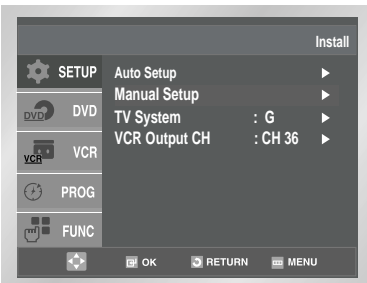 Install
SETUP
DVD DVD
VCR VCR
PROG
FUNC
Auto Setup ►
Manual Setup ►
TV System : G ►
VCR Output CH : CH 36 ►
OK RETURN MENU